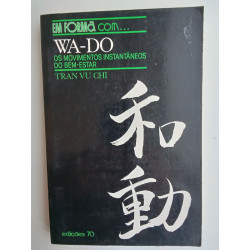 EM FORMA com...
WA-DO
OS MOVIMENTOS INSTANTÂNEOS
DO BEM-ESTAR
TRAN VU CHI
和
動
edições 70